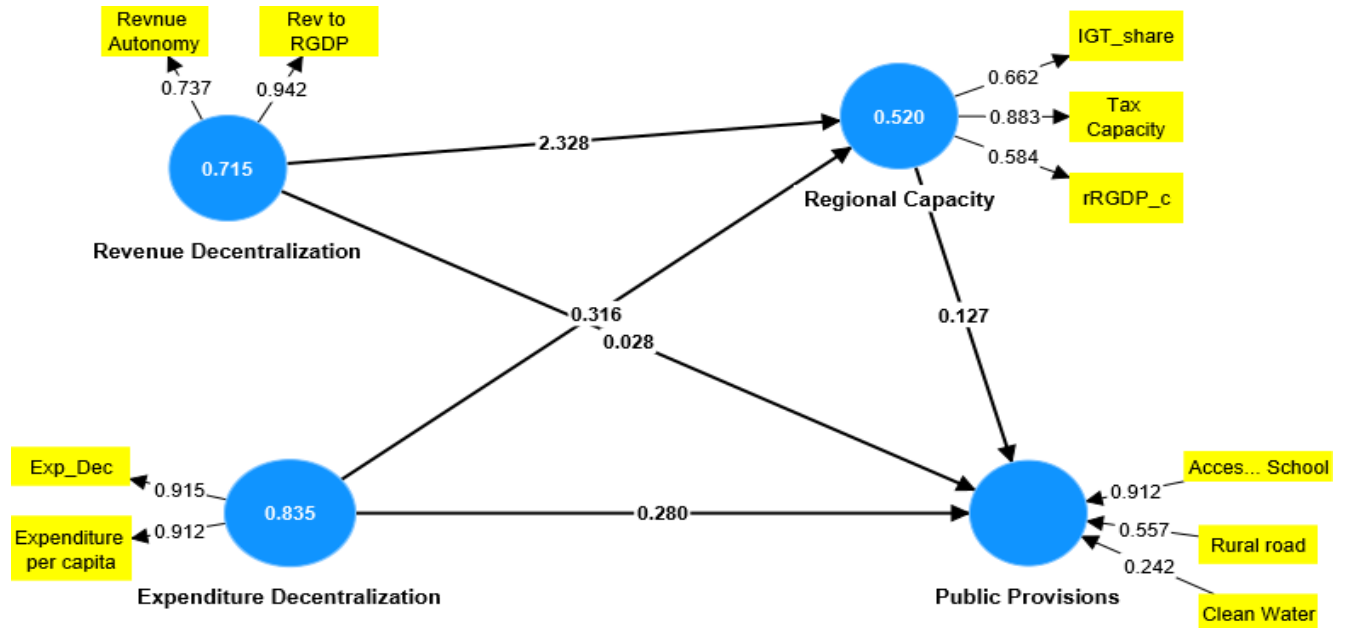 Revnue
Autonomy
Rev to
RGDP
0.737
0.942
0.715
Revenue Decentralization
2.328
0.520
Regional Capacity
IGT_share
0.662
Tax
Capacity
0.883
0.584
rRGDP_c
0.316
0.028
0.127
Exp_Dec
0.915
Expenditure
per capita
0.912
0.835
Expenditure Decentralization
0.280
Public Provisions
Acces... School
0.912
Rural road
0.557
0.242
Clean Water